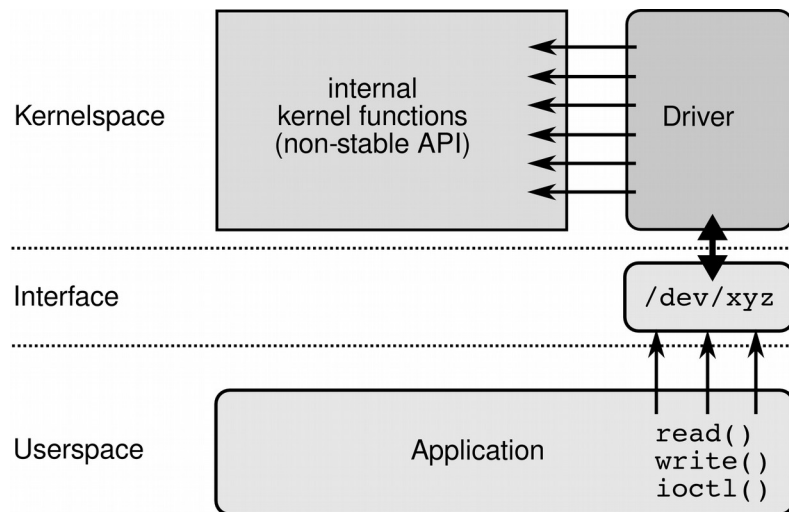 Kernelspace
internal
kernel functions
(non-stable API)
Driver
Interface
/dev/xyz
Userspace
Application
read()
write()
ioctl()